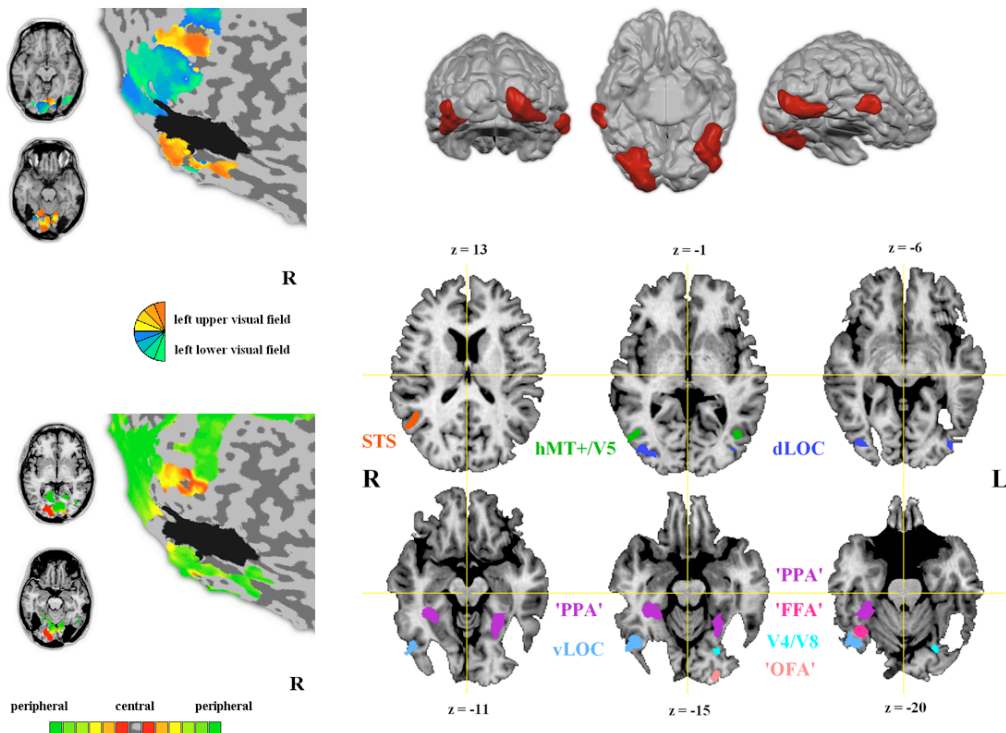 R
left upper visual field
left lower visual field
R
peripheral central peripheral
z = 13
z = -1
z = -6
STS
hMT+/V5
dLOC
R
L
'PPA'
vLOC
'PPA'
'FFA'
V4/V8
'OFA'
z = -11
z = -15
z = -20